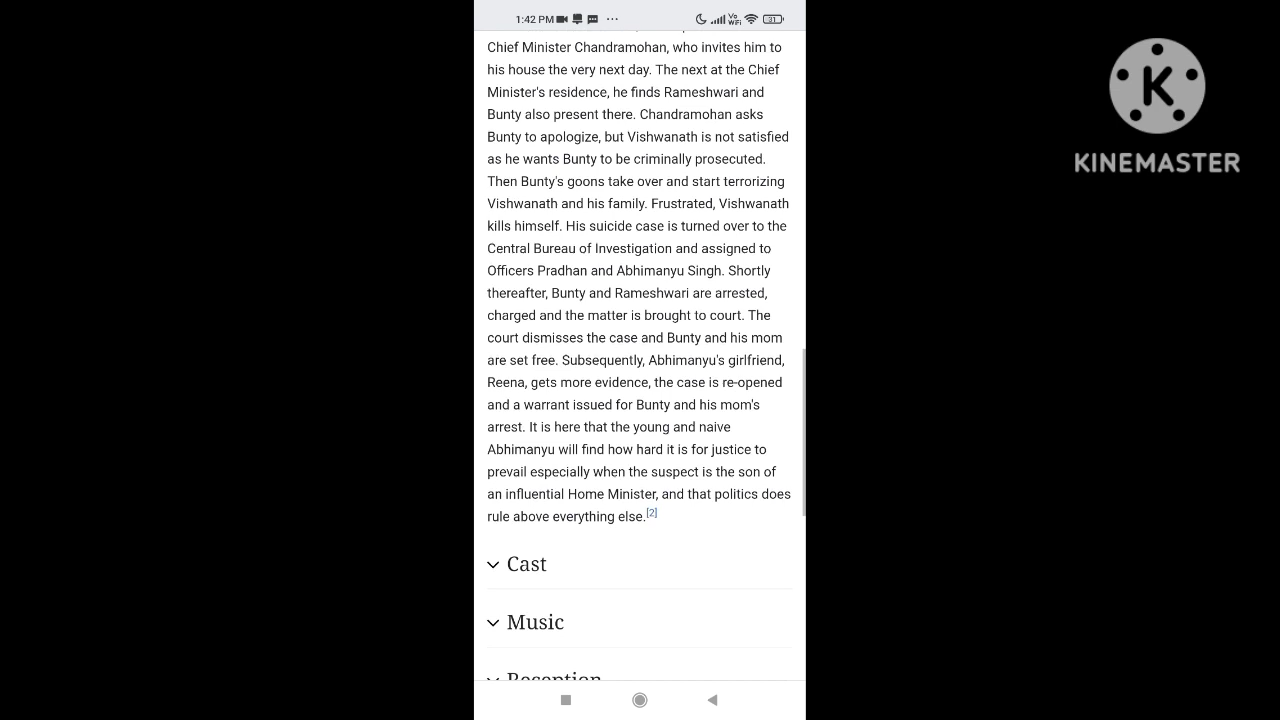 1:42 PM
Vo
WiFi
31
Chief Minister Chandramohan, who invites him to
his house the very next day. The next at the Chief
Minister's residence, he finds Rameshwari and
Bunty also present there. Chandramohan asks
Bunty to apologize, but Vishwanath is not satisfied
as he wants Bunty to be criminally prosecuted.
Then Bunty's goons take over and start terrorizing
Vishwanath and his family. Frustrated, Vishwanath
kills himself. His suicide case is turned over to the
Central Bureau of Investigation and assigned to
Officers Pradhan and Abhimanyu Singh. Shortly
thereafter, Bunty and Rameshwari are arrested,
charged and the matter is brought to court. The
court dismisses the case and Bunty and his mom
are set free. Subsequently, Abhimanyu's girlfriend,
Reena, gets more evidence, the case is re-opened
and a warrant issued for Bunty and his mom's
arrest. It is here that the young and naive
Abhimanyu will find how hard it is for justice to
prevail especially when the suspect is the son of
an influential Home Minister, and that politics does
rule above everything else.[2]
Cast
Music
Reception
K
KINEMASTER